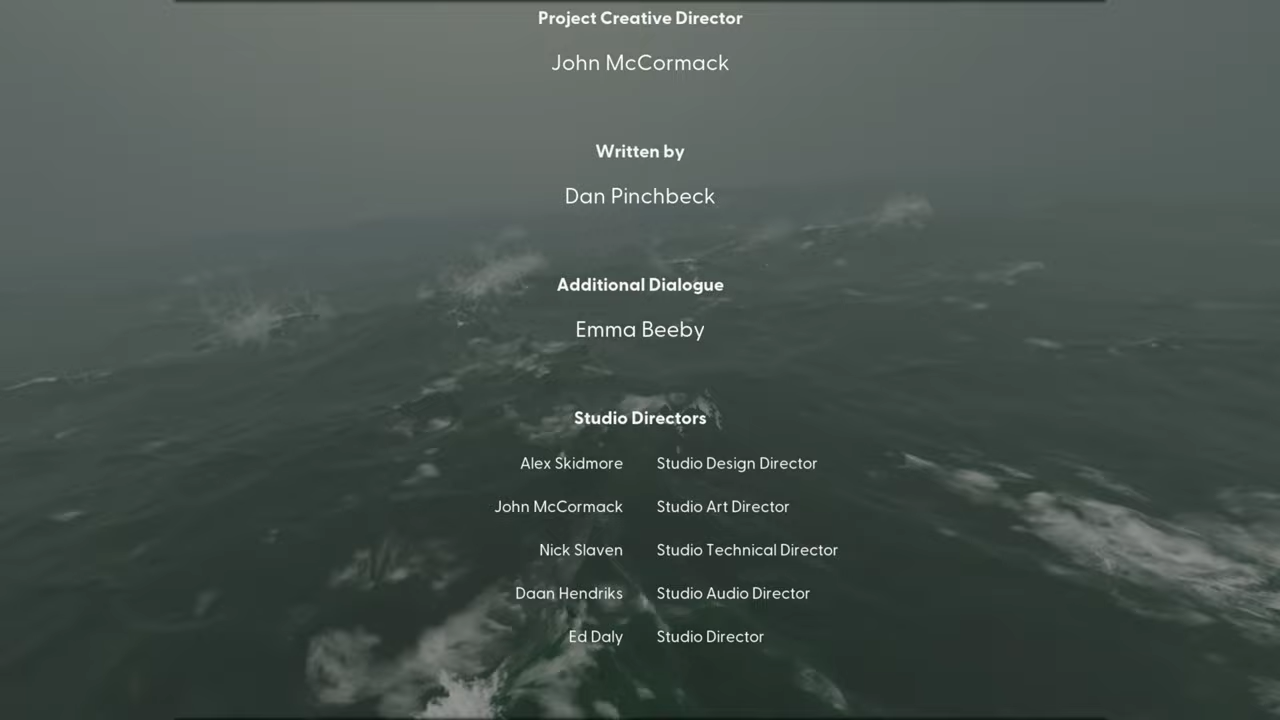 Project Creative Director
John McCormack
Written by
Dan Pinchbeck
Additional Dialogue
Emma Beeby
Studio Directors
Alex Skidmore Studio Design Director
John McCormack Studio Art Director
Nick Slaven Studio Technical Director
Daan Hendriks Studio Audio Director
Ed Daly Studio Director